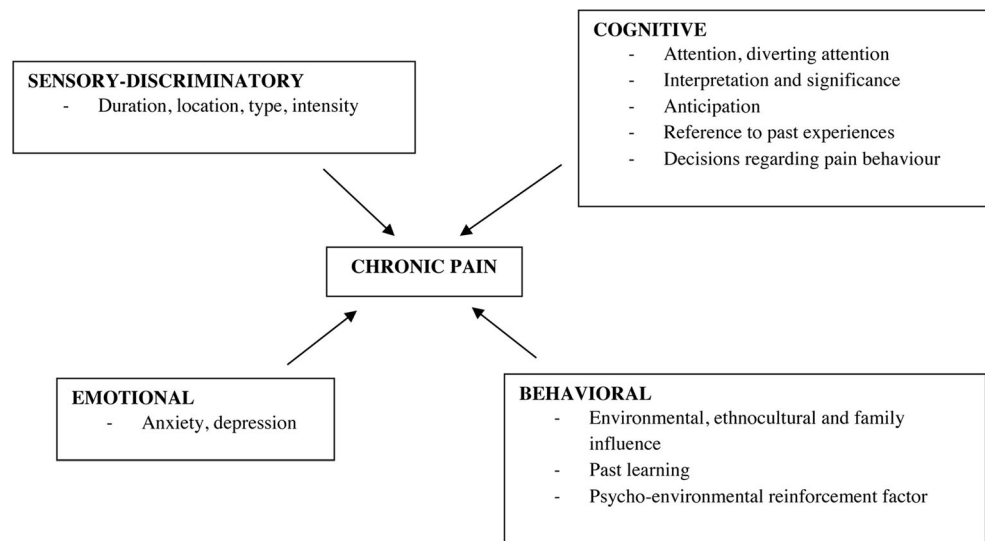 SENSORY-DISCRIMINATORY
- Duration, location, type, intensity
COGNITIVE
- Attention, diverting attention
- Interpretation and significance
- Anticipation
- Reference to past experiences
- Decisions regarding pain behaviour
CHRONIC PAIN
EMOTIONAL
- Anxiety, depression
BEHAVIORAL
- Environmental, ethnocultural and family
influence
- Past learning
- Psycho-environmental reinforcement factor